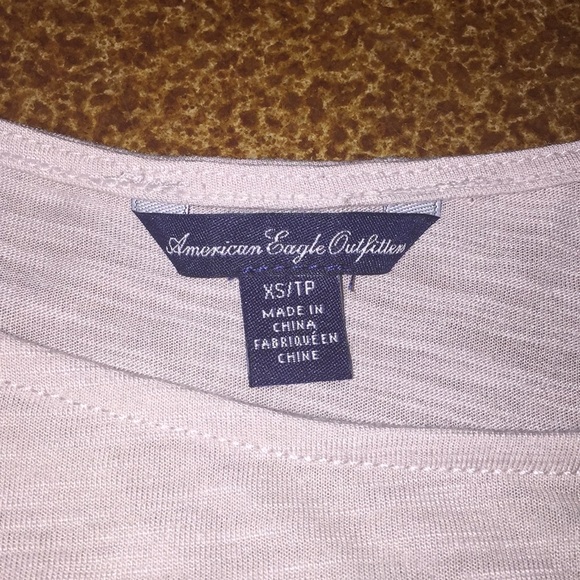 American Eagle Outfitters
XS/TP
MADE IN
CHINA
FABRIQUÉ EN
CHINE